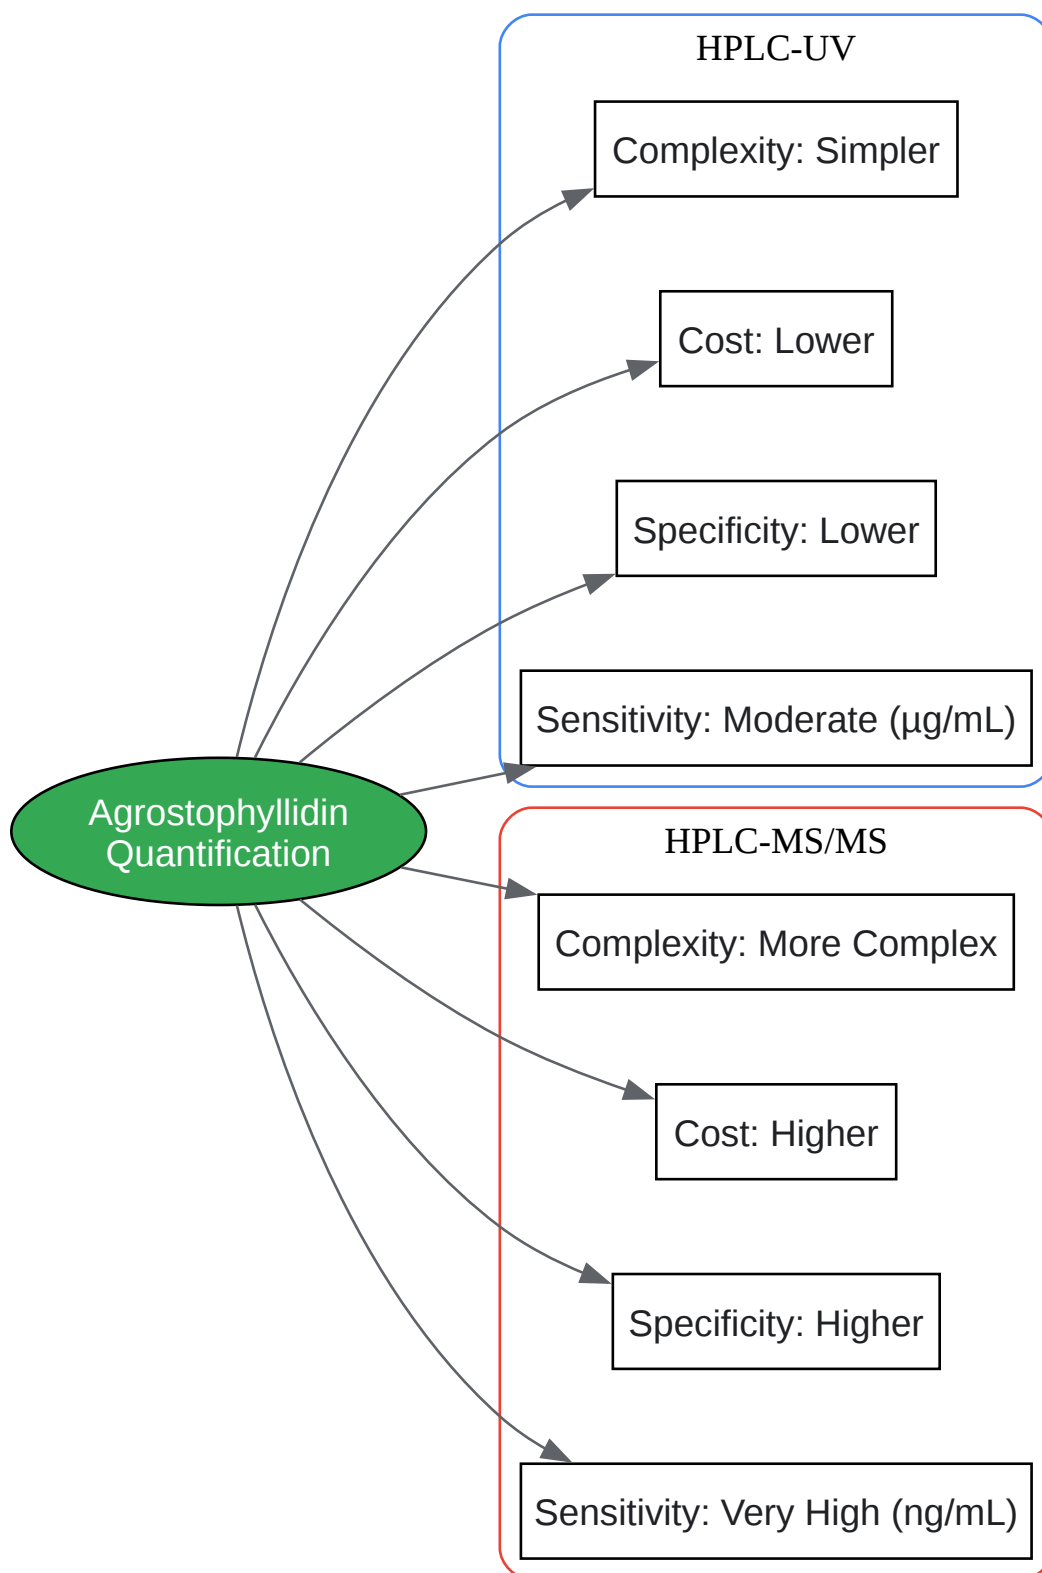 HPLC-UV
Complexity: Simpler
Cost: Lower
Specificity: Lower
Sensitivity: Moderate (µg/mL)
Agrostophyllidin
Quantification
HPLC-MS/MS
Complexity: More Complex
Cost: Higher
Specificity: Higher
Sensitivity: Very High (ng/mL)